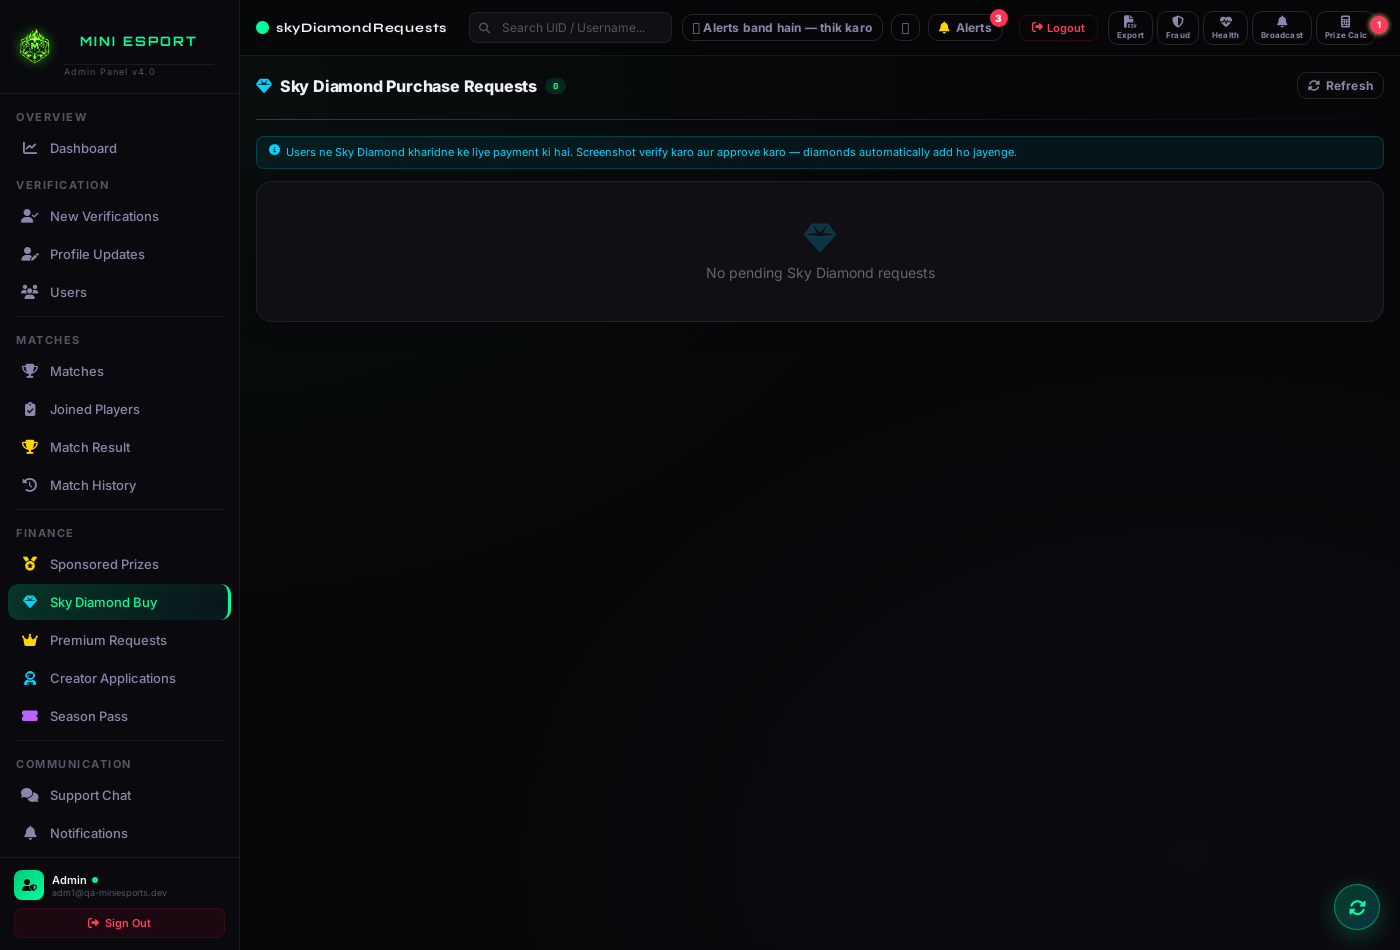 MINI ESPORT
Admin Panel v4.0
OVERVIEW
Dashboard
VERIFICATION
New Verifications
Profile Updates
Users
MATCHES
Matches
Joined Players
Match Result
Match History
FINANCE
Sponsored Prizes
Sky Diamond Buy
Premium Requests
Creator Applications
Season Pass
COMMUNICATION
Support Chat
Notifications
Admin
adm1@qa-miniesports.dev
Sign Out
skyDiamondRequests
Search UID / Username...
Alerts band hain — thik karo
Alerts
3
Logout
Export
Fraud
Health
Broadcast
Prize Calc
1
Sky Diamond Purchase Requests 0
Refresh
Users ne Sky Diamond kharidne ke liye payment ki hai. Screenshot verify karo aur approve karo — diamonds automatically add ho jayenge.
No pending Sky Diamond requests